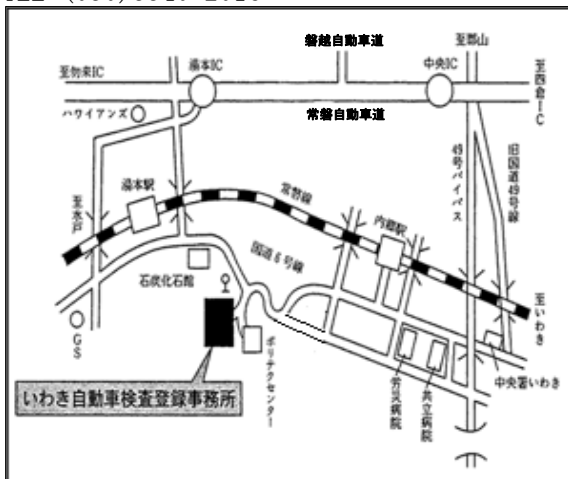 磐越自動車道
至郡山
湯本IC
中央IC
至勿来IC
至四倉IC
ハワイアンズ
常磐自動車道
49号バイパス
旧国道49号線
湯本駅
常磐線
至水戸
内郷駅
国道6号線
石炭化石館
至いわき
GS
ポリテクセンター
労災病院
共立病院
中央署いわき
いわき自動車検査登録事務所